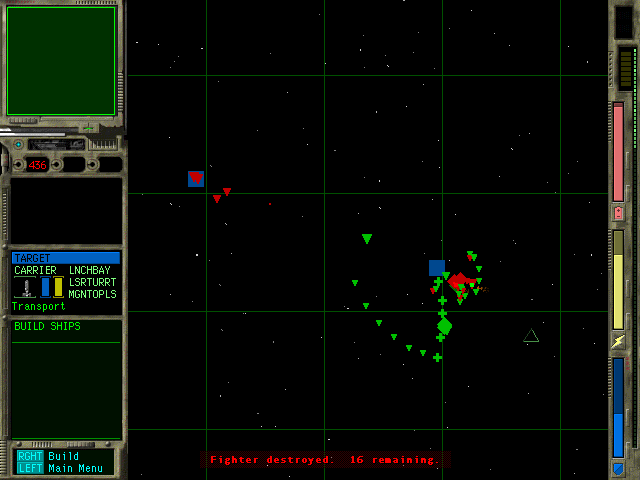 436
TARGET
CARRIER LNCHBAY
LSRTURRT
MGNTOPLS
Transport
BUILD SHIPS
RGHT Build
LEFT Main Menu
Fighter destroyed. 16 remaining.